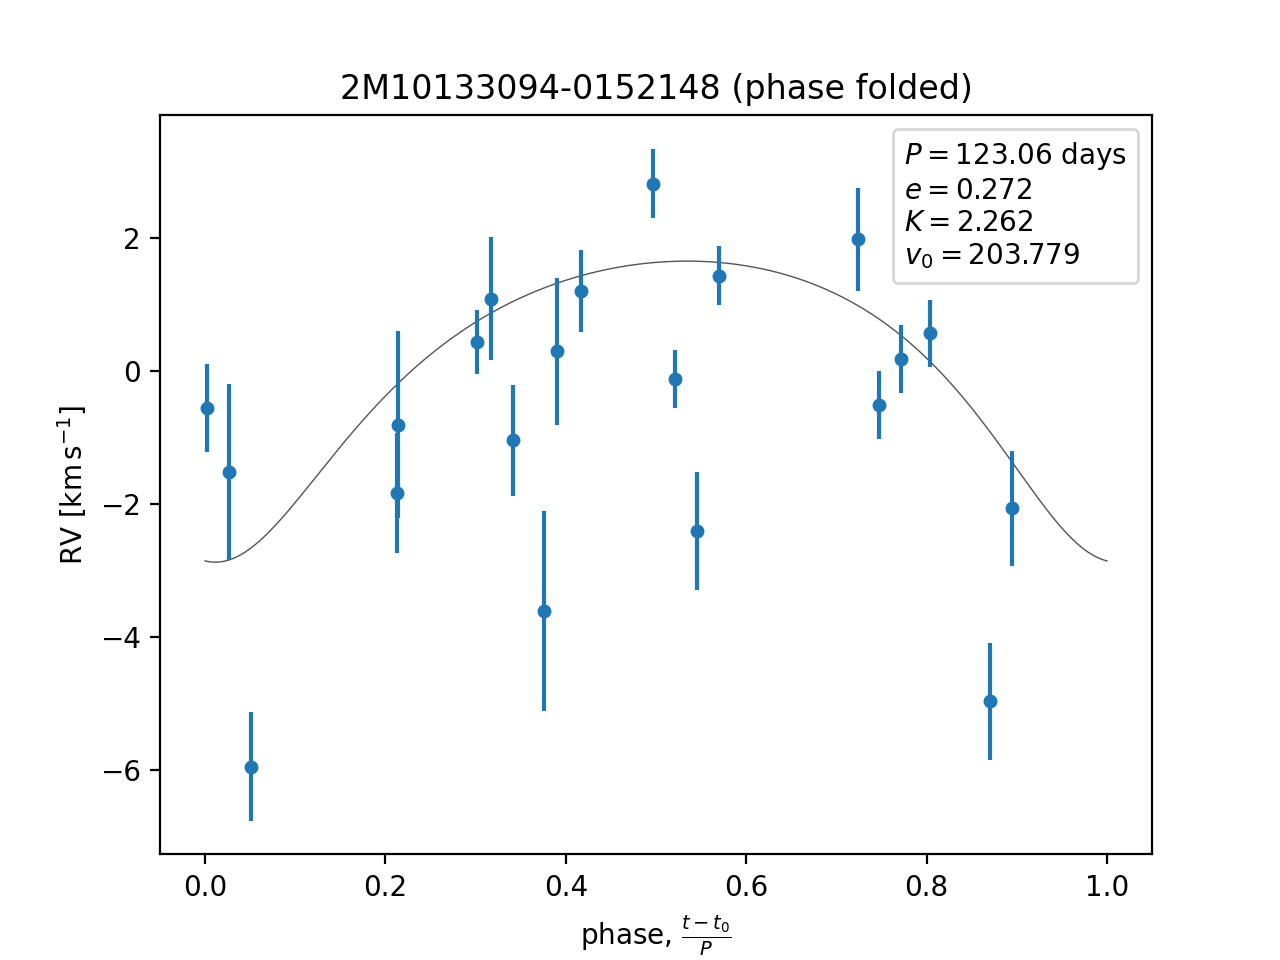 2M10133094-0152148 (phase folded)
P = 123.06 days
e = 0.272
K = 2.262
v₀ = 203.779
2
0
−2
−4
−6
RV [km s⁻¹]
0.0 0.2 0.4 0.6 0.8 1.0
phase, (t − t₀)/P